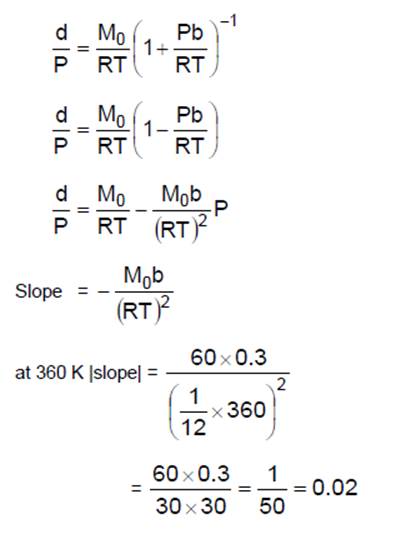 d/P = M₀/RT (1 + Pb/RT)⁻¹
d/P = M₀/RT (1 − Pb/RT)
d/P = M₀/RT − M₀b/(RT)² P
Slope = − M₀b/(RT)²
at 360 K |slope| = 60 × 0.3/(1/12 × 360)²
= 60 × 0.3/30 × 30 = 1/50 = 0.02